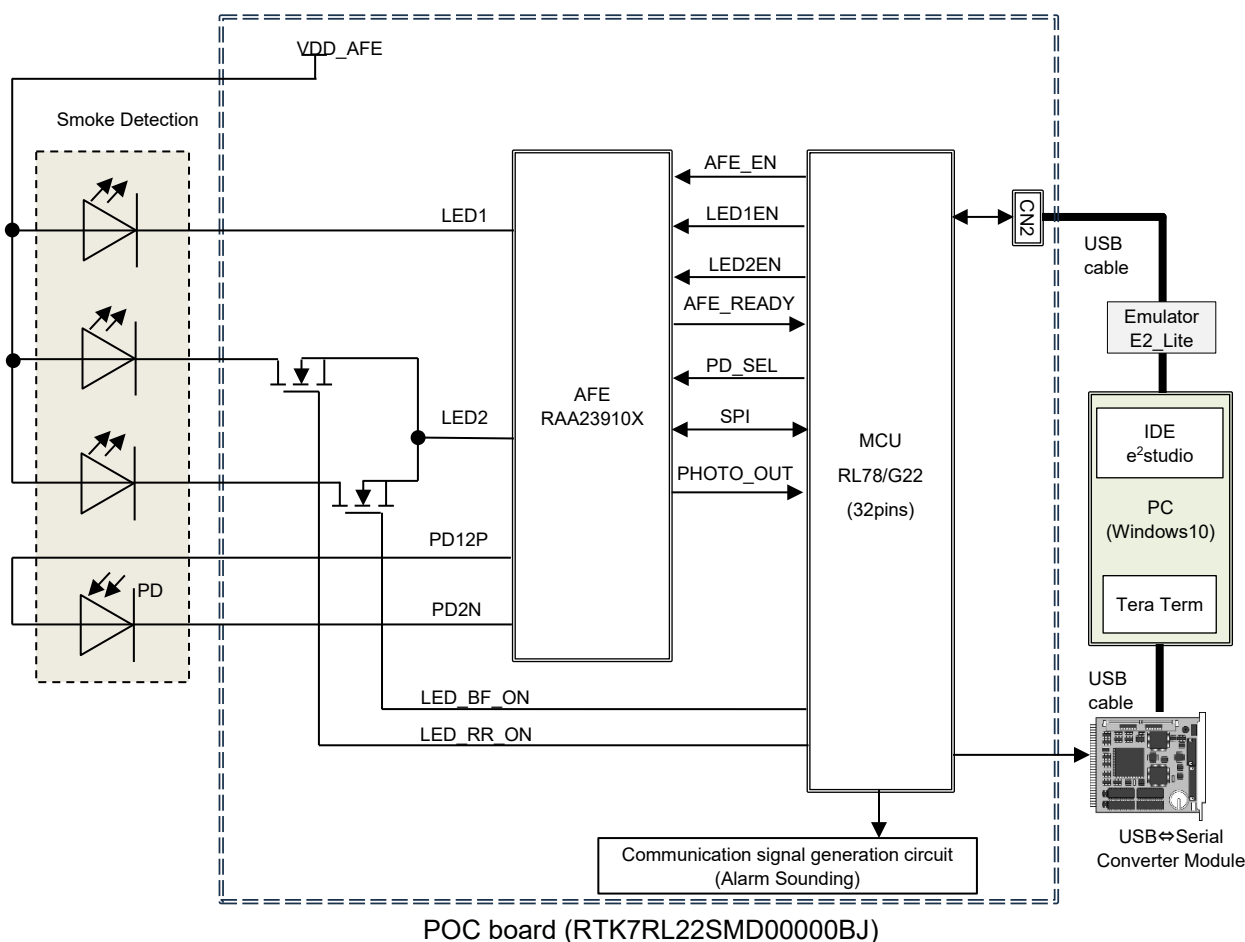 VDD_AFE
Smoke Detection
LED1
LED2
PD12P
PD
PD2N
AFE
RAA23910X
AFE_EN
LED1EN
LED2EN
AFE_READY
PD_SEL
SPI
PHOTO_OUT
MCU
RL78/G22
(32pins)
LED_BF_ON
LED_RR_ON
Communication signal generation circuit
(Alarm Sounding)
CN2
USB
cable
Emulator
E2_Lite
IDE
e²studio
PC
(Windows10)
Tera Term
USB
cable
USB⇔Serial
Converter Module
POC board (RTK7RL22SMD00000BJ)